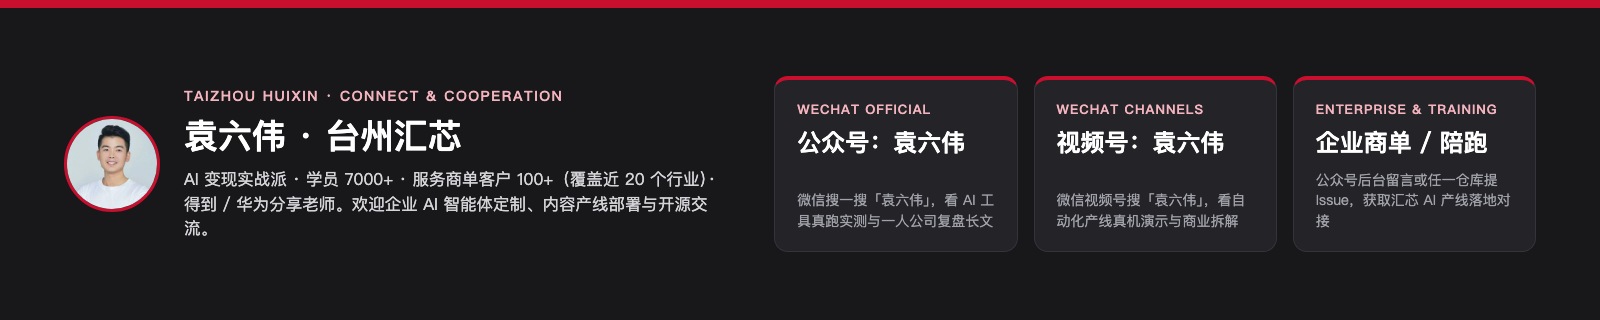 TAIZHOU HUIXIN · CONNECT & COOPERATION
袁六伟 · 台州汇芯
AI 变现实战派 · 学员 7000+ · 服务商单客户 100+（覆盖近 20 个行业）·
得到 / 华为分享老师。欢迎企业 AI 智能体定制、内容产线部署与开源交
流。
WECHAT OFFICIAL
公众号：袁六伟
微信搜一搜「袁六伟」，看 AI 工
具真跑实测与一人公司复盘长文
WECHAT CHANNELS
视频号：袁六伟
微信视频号搜「袁六伟」，看自
动化产线真机演示与商业拆解
ENTERPRISE & TRAINING
企业商单 / 陪跑
公众号后台留言或任一仓库提
Issue，获取汇芯 AI 产线落地对
接